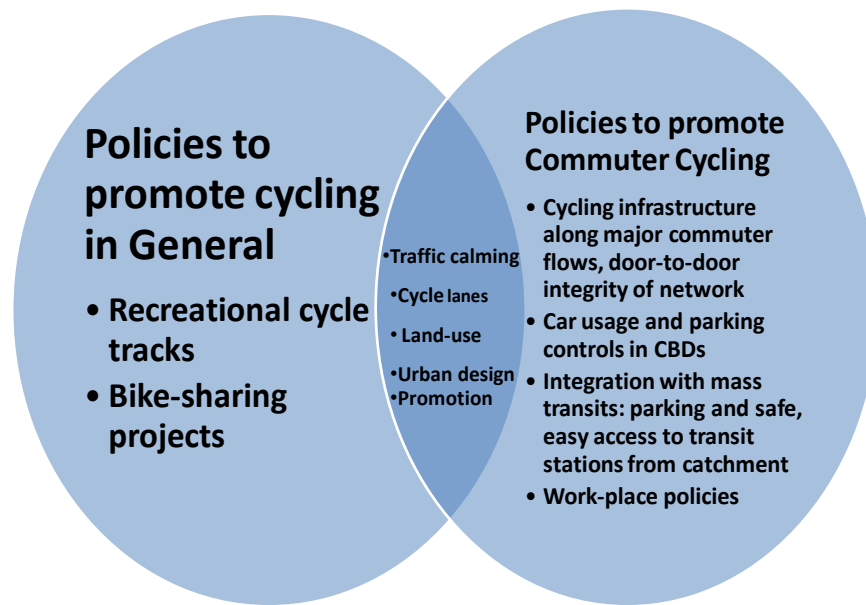 Policies to
promote cycling
in General
• Recreational cycle
tracks
• Bike-sharing
projects
•Traffic calming
•Cycle lanes
• Land-use
•Urban design
•Promotion
Policies to promote
Commuter Cycling
• Cycling infrastructure
along major commuter
flows, door-to-door
integrity of network
• Car usage and parking
controls in CBDs
• Integration with mass
transits: parking and safe,
easy access to transit
stations from catchment
• Work-place policies